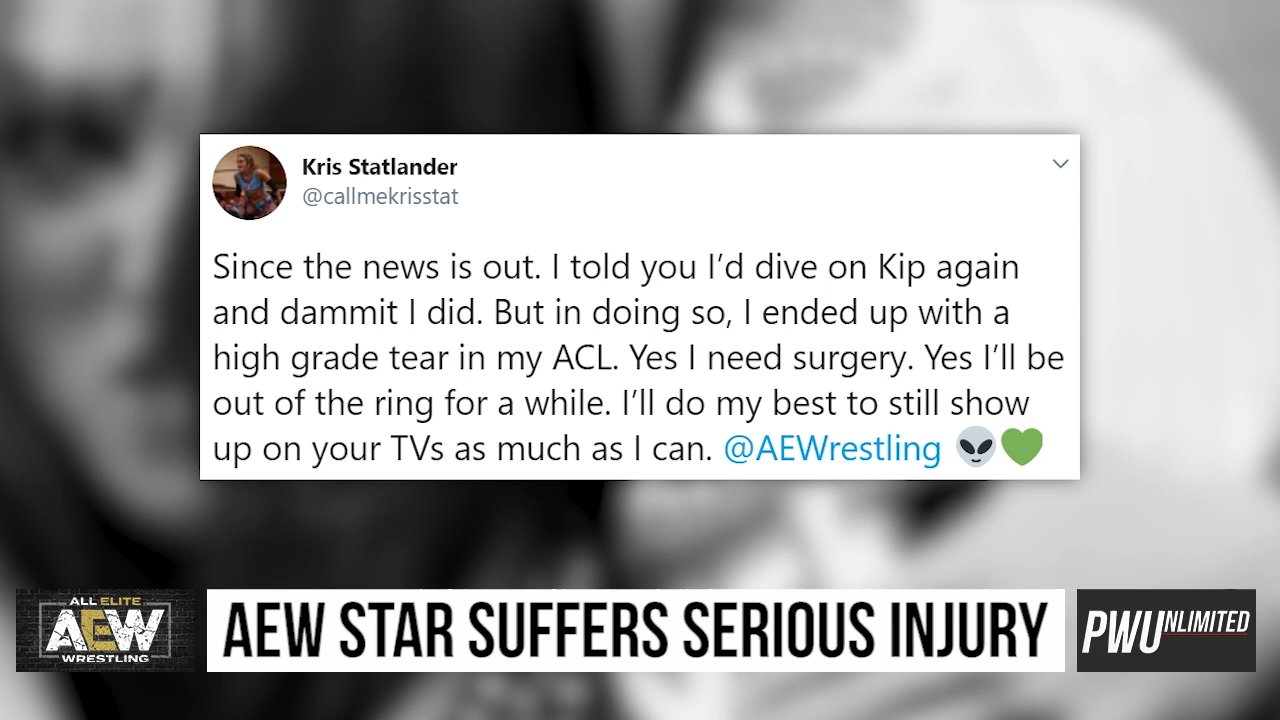 Kris Statlander
@callmekrisstat
Since the news is out. I told you I’d dive on Kip again
and dammit I did. But in doing so, I ended up with a
high grade tear in my ACL. Yes I need surgery. Yes I’ll be
out of the ring for a while. I’ll do my best to still show
up on your TVs as much as I can. @AEWrestling 👽💚
ALL ELITE
AEW
WRESTLING
AEW STAR SUFFERS SERIOUS INJURY
PWUNLIMITED